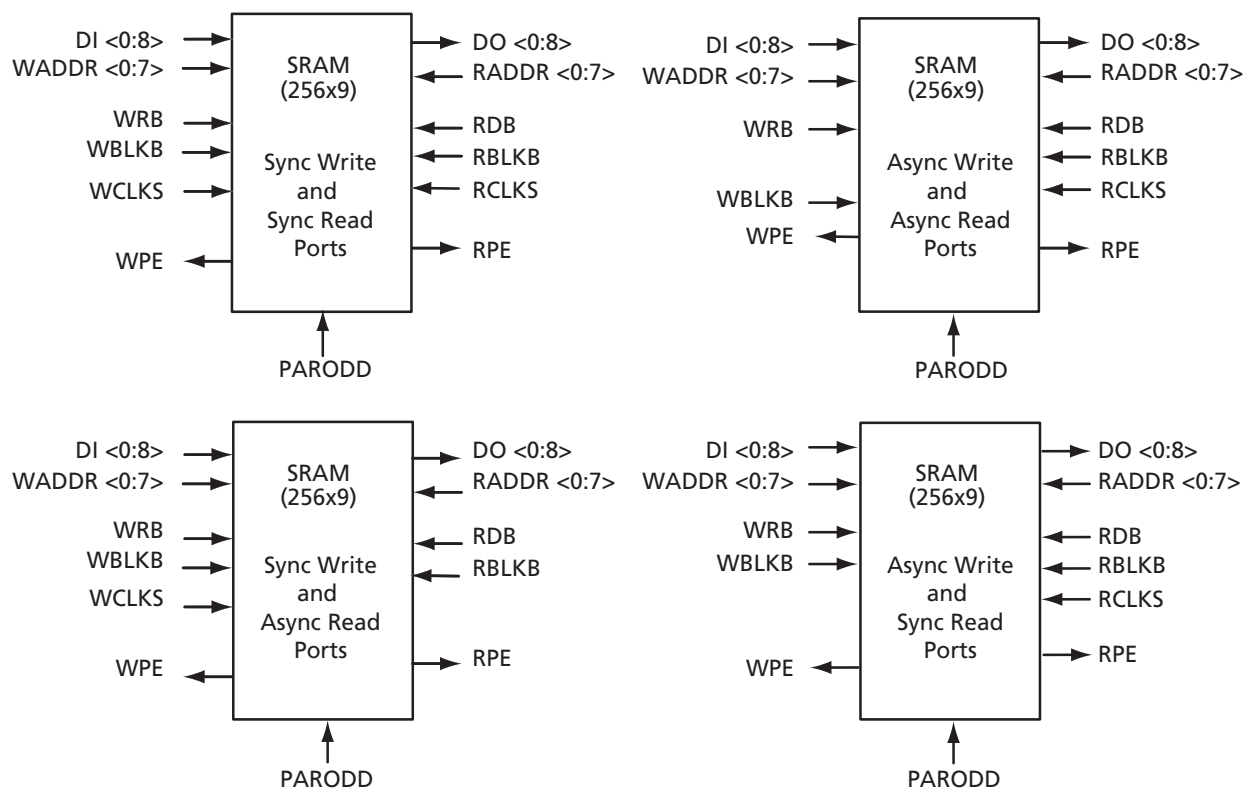 DI <0:8>
WADDR <0:7>
WRB
WBLKB
WCLKS
WPE
SRAM
(256x9)
Sync Write
and
Sync Read
Ports
DO <0:8>
RADDR <0:7>
RDB
RBLKB
RCLKS
RPE
PARODD
DI <0:8>
WADDR <0:7>
WRB
WBLKB
WPE
SRAM
(256x9)
Async Write
and
Async Read
Ports
DO <0:8>
RADDR <0:7>
RDB
RBLKB
RCLKS
RPE
PARODD
DI <0:8>
WADDR <0:7>
WRB
WBLKB
WCLKS
WPE
SRAM
(256x9)
Sync Write
and
Async Read
Ports
DO <0:8>
RADDR <0:7>
RDB
RBLKB
RPE
PARODD
DI <0:8>
WADDR <0:7>
WRB
WBLKB
WPE
SRAM
(256x9)
Async Write
and
Sync Read
Ports
DO <0:8>
RADDR <0:7>
RDB
RBLKB
RCLKS
RPE
PARODD